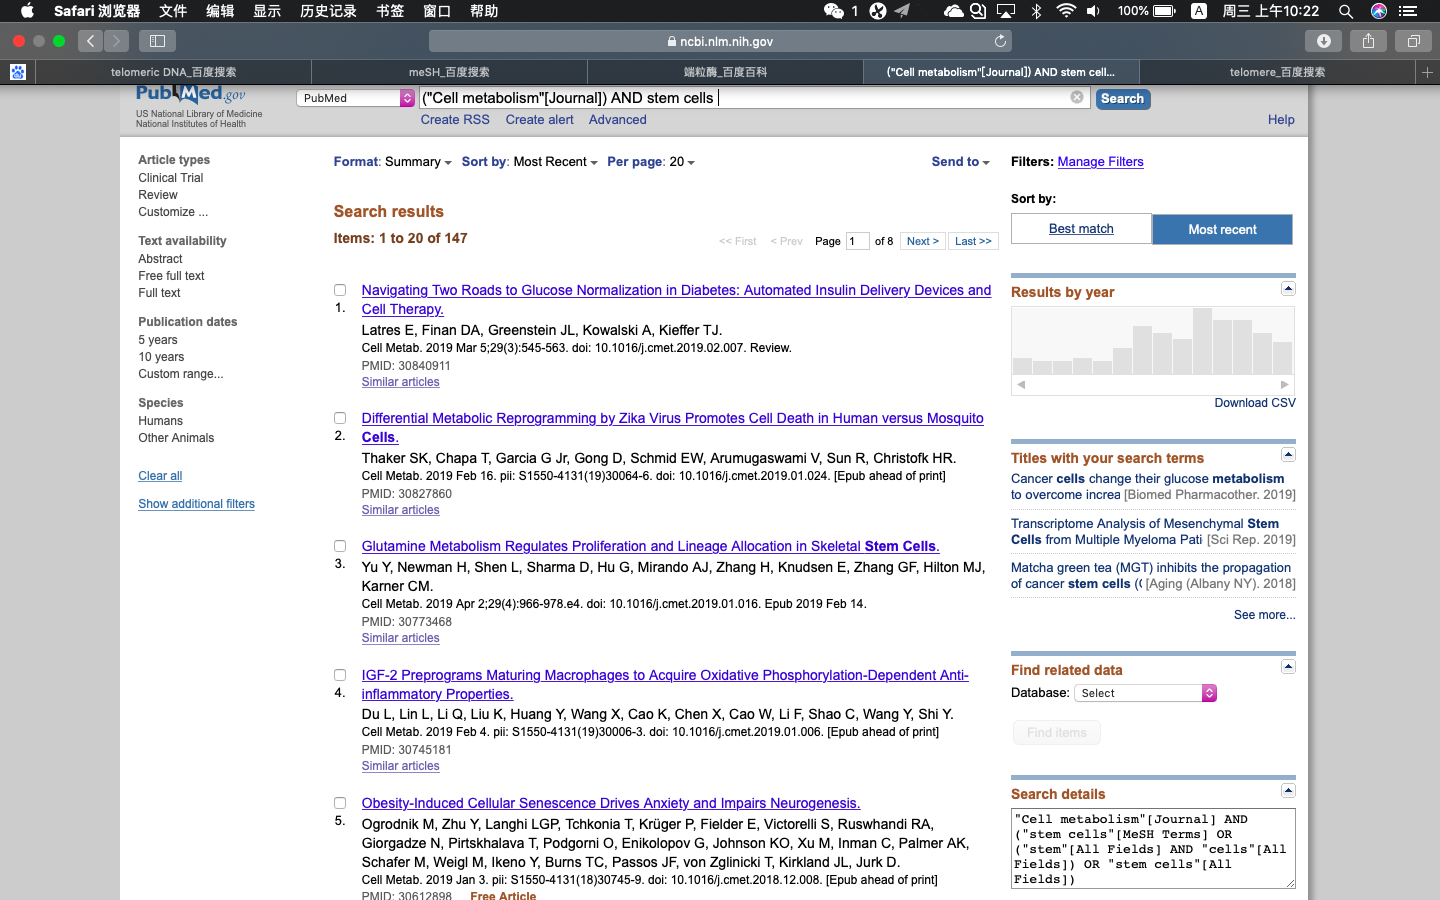 Safari 浏览器 文件 编辑 显示 历史记录 书签 窗口 帮助 1 100% A 周三 上午10:22
ncbi.nlm.nih.gov
telomeric DNA_百度搜索 meSH_百度搜索 端粒酶_百度百科 ("Cell metabolism"[Journal]) AND stem cell... telomere_百度搜索
PubMed.gov
US National Library of Medicine
National Institutes of Health
PubMed ("Cell metabolism"[Journal]) AND stem cells Search
Create RSS Create alert Advanced Help
Article types
Clinical Trial
Review
Customize ...
Text availability
Abstract
Free full text
Full text
Publication dates
5 years
10 years
Custom range...
Species
Humans
Other Animals
Clear all
Show additional filters
Format: Summary Sort by: Most Recent Per page: 20 Send to
Search results
Items: 1 to 20 of 147
<< First < Prev Page 1 of 8 Next > Last >>
1. Navigating Two Roads to Glucose Normalization in Diabetes: Automated Insulin Delivery Devices and
Cell Therapy.
Latres E, Finan DA, Greenstein JL, Kowalski A, Kieffer TJ.
Cell Metab. 2019 Mar 5;29(3):545-563. doi: 10.1016/j.cmet.2019.02.007. Review.
PMID: 30840911
Similar articles
2. Differential Metabolic Reprogramming by Zika Virus Promotes Cell Death in Human versus Mosquito
Cells.
Thaker SK, Chapa T, Garcia G Jr, Gong D, Schmid EW, Arumugaswami V, Sun R, Christofk HR.
Cell Metab. 2019 Feb 16. pii: S1550-4131(19)30064-6. doi: 10.1016/j.cmet.2019.01.024. [Epub ahead of print]
PMID: 30827860
Similar articles
3. Glutamine Metabolism Regulates Proliferation and Lineage Allocation in Skeletal Stem Cells.
Yu Y, Newman H, Shen L, Sharma D, Hu G, Mirando AJ, Zhang H, Knudsen E, Zhang GF, Hilton MJ,
Karner CM.
Cell Metab. 2019 Apr 2;29(4):966-978.e4. doi: 10.1016/j.cmet.2019.01.016. Epub 2019 Feb 14.
PMID: 30773468
Similar articles
4. IGF-2 Preprograms Maturing Macrophages to Acquire Oxidative Phosphorylation-Dependent Anti-
inflammatory Properties.
Du L, Lin L, Li Q, Liu K, Huang Y, Wang X, Cao K, Chen X, Cao W, Li F, Shao C, Wang Y, Shi Y.
Cell Metab. 2019 Feb 4. pii: S1550-4131(19)30006-3. doi: 10.1016/j.cmet.2019.01.006. [Epub ahead of print]
PMID: 30745181
Similar articles
5. Obesity-Induced Cellular Senescence Drives Anxiety and Impairs Neurogenesis.
Ogrodnik M, Zhu Y, Langhi LGP, Tchkonia T, Krüger P, Fielder E, Victorelli S, Ruswhandi RA,
Giorgadze N, Pirtskhalava T, Podgorni O, Enikolopov G, Johnson KO, Xu M, Inman C, Palmer AK,
Schafer M, Weigl M, Ikeno Y, Burns TC, Passos JF, von Zglinicki T, Kirkland JL, Jurk D.
Cell Metab. 2019 Jan 3. pii: S1550-4131(18)30745-9. doi: 10.1016/j.cmet.2018.12.008. [Epub ahead of print]
PMID: 30612898 Free Article
Filters: Manage Filters
Sort by:
Best match Most recent
Results by year
Download CSV
Titles with your search terms
Cancer cells change their glucose metabolism
to overcome increa [Biomed Pharmacother. 2019]
Transcriptome Analysis of Mesenchymal Stem
Cells from Multiple Myeloma Pati [Sci Rep. 2019]
Matcha green tea (MGT) inhibits the propagation
of cancer stem cells (( [Aging (Albany NY). 2018]
See more...
Find related data
Database: Select
Find items
Search details
"Cell metabolism"[Journal] AND
("stem cells"[MeSH Terms] OR
("stem"[All Fields] AND "cells"[All
Fields]) OR "stem cells"[All
Fields])